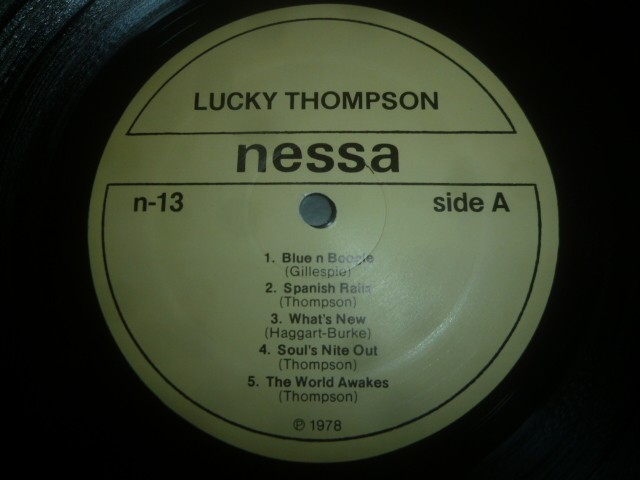 LUCKY THOMPSON
nessa
n-13 side A
1. Blue n Boogie
(Gillespie)
2. Spanish Rails
(Thompson)
3. What's New
(Haggart-Burke)
4. Soul's Nite Out
(Thompson)
5. The World Awakes
(Thompson)
℗ 1978